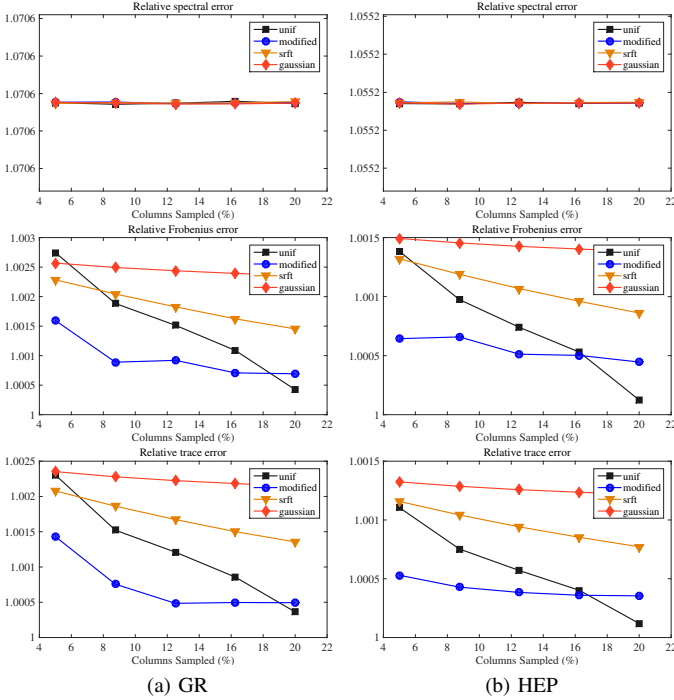 Relative spectral error
1.0706
1.0706
1.0706
4 6 8 10 12 14 16 18 20 22
Columns Sampled (%)
unif
modified
srft
gaussian
Relative spectral error
1.0552
1.0552
1.0552
1.0552
4 6 8 10 12 14 16 18 20 22
Columns Sampled (%)
unif
modified
srft
gaussian
Relative Frobenius error
1.003
1.0025
1.002
1.0015
1.001
1.0005
1
4 6 8 10 12 14 16 18 20 22
Columns Sampled (%)
unif
modified
srft
gaussian
Relative Frobenius error
1.0015
1.001
1.0005
1
4 6 8 10 12 14 16 18 20 22
Columns Sampled (%)
unif
modified
srft
gaussian
Relative trace error
1.0025
1.002
1.0015
1.001
1.0005
1
4 6 8 10 12 14 16 18 20 22
Columns Sampled (%)
unif
modified
srft
gaussian
Relative trace error
1.0015
1.001
1.0005
1
4 6 8 10 12 14 16 18 20 22
Columns Sampled (%)
unif
modified
srft
gaussian
(a) GR
(b) HEP